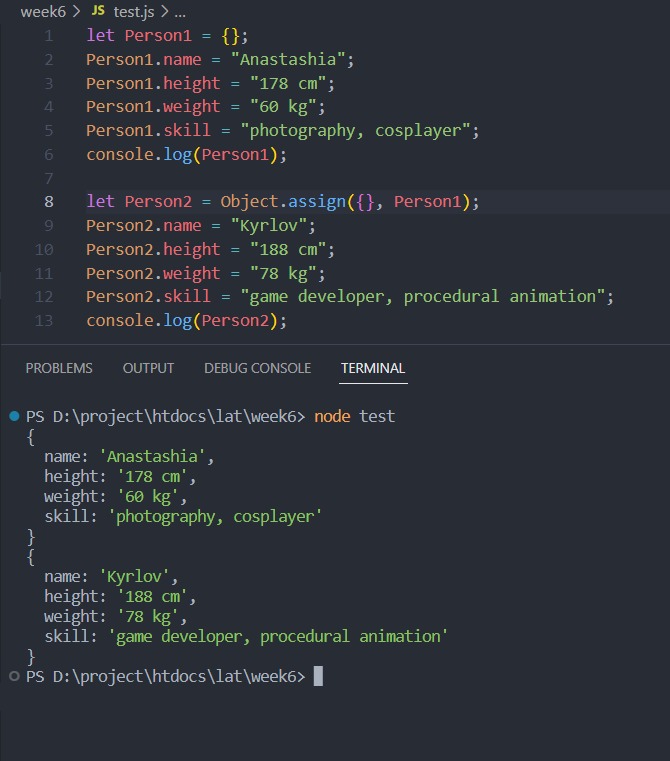 week6 > JS test.js > ...
1 let Person1 = {};
2 Person1.name = "Anastashia";
3 Person1.height = "178 cm";
4 Person1.weight = "60 kg";
5 Person1.skill = "photography, cosplayer";
6 console.log(Person1);
7
8 let Person2 = Object.assign({}, Person1);
9 Person2.name = "Kyrlov";
10 Person2.height = "188 cm";
11 Person2.weight = "78 kg";
12 Person2.skill = "game developer, procedural animation";
13 console.log(Person2);
PROBLEMS OUTPUT DEBUG CONSOLE TERMINAL
PS D:\project\htdocs\lat\week6> node test
{
  name: 'Anastashia',
  height: '178 cm',
  weight: '60 kg',
  skill: 'photography, cosplayer'
}
{
  name: 'Kyrlov',
  height: '188 cm',
  weight: '78 kg',
  skill: 'game developer, procedural animation'
}
PS D:\project\htdocs\lat\week6>